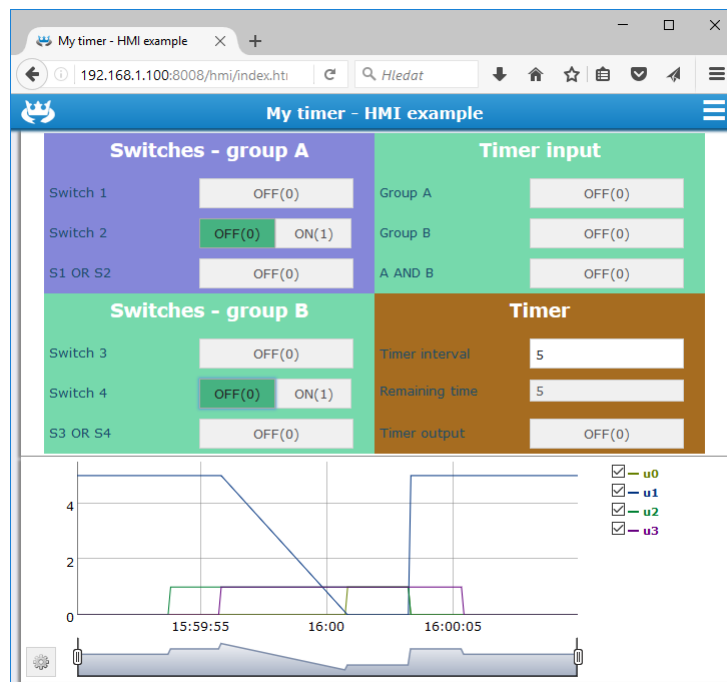 My timer - HMI example
192.168.1.100:8008/hmi/index.ht
Hledat
My timer - HMI example
Switches - group A
Switch 1 OFF(0)
Switch 2 OFF(0) ON(1)
S1 OR S2 OFF(0)
Timer input
Group A OFF(0)
Group B OFF(0)
A AND B OFF(0)
Switches - group B
Switch 3 OFF(0)
Switch 4 OFF(0) ON(1)
S3 OR S4 OFF(0)
Timer
Timer interval 5
Remaining time 5
Timer output OFF(0)
4
2
0
15:59:55 16:00 16:00:05
u0
u1
u2
u3